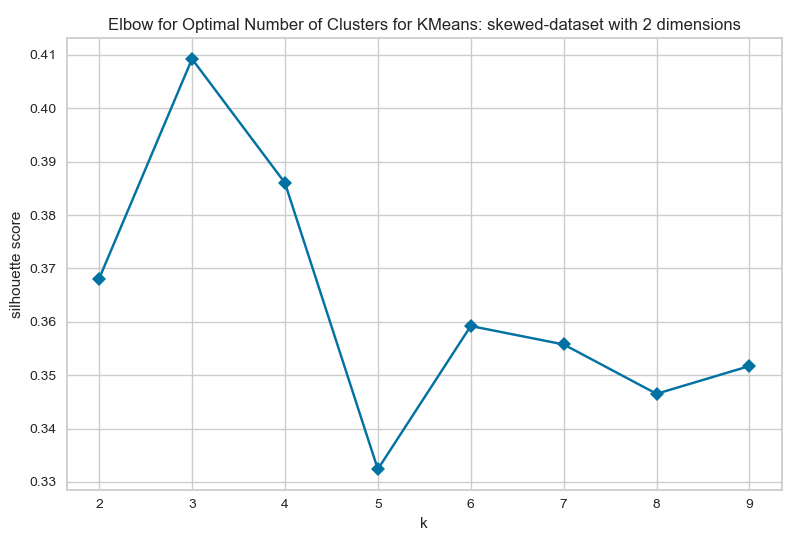 Elbow for Optimal Number of Clusters for KMeans: skewed-dataset with 2 dimensions
0.41
0.40
0.39
0.38
0.37
0.36
0.35
0.34
0.33
silhouette score
2 3 4 5 6 7 8 9
k